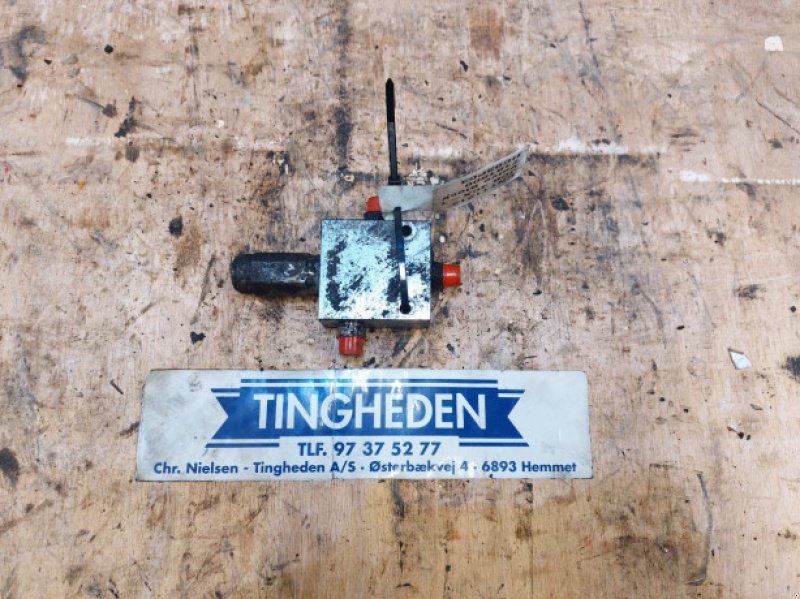 TINGHEDEN
TLF. 97 37 52 77
Chr. Nielsen - Tingheden A/S - Østerbækvej 4 - 6893 Hemmet